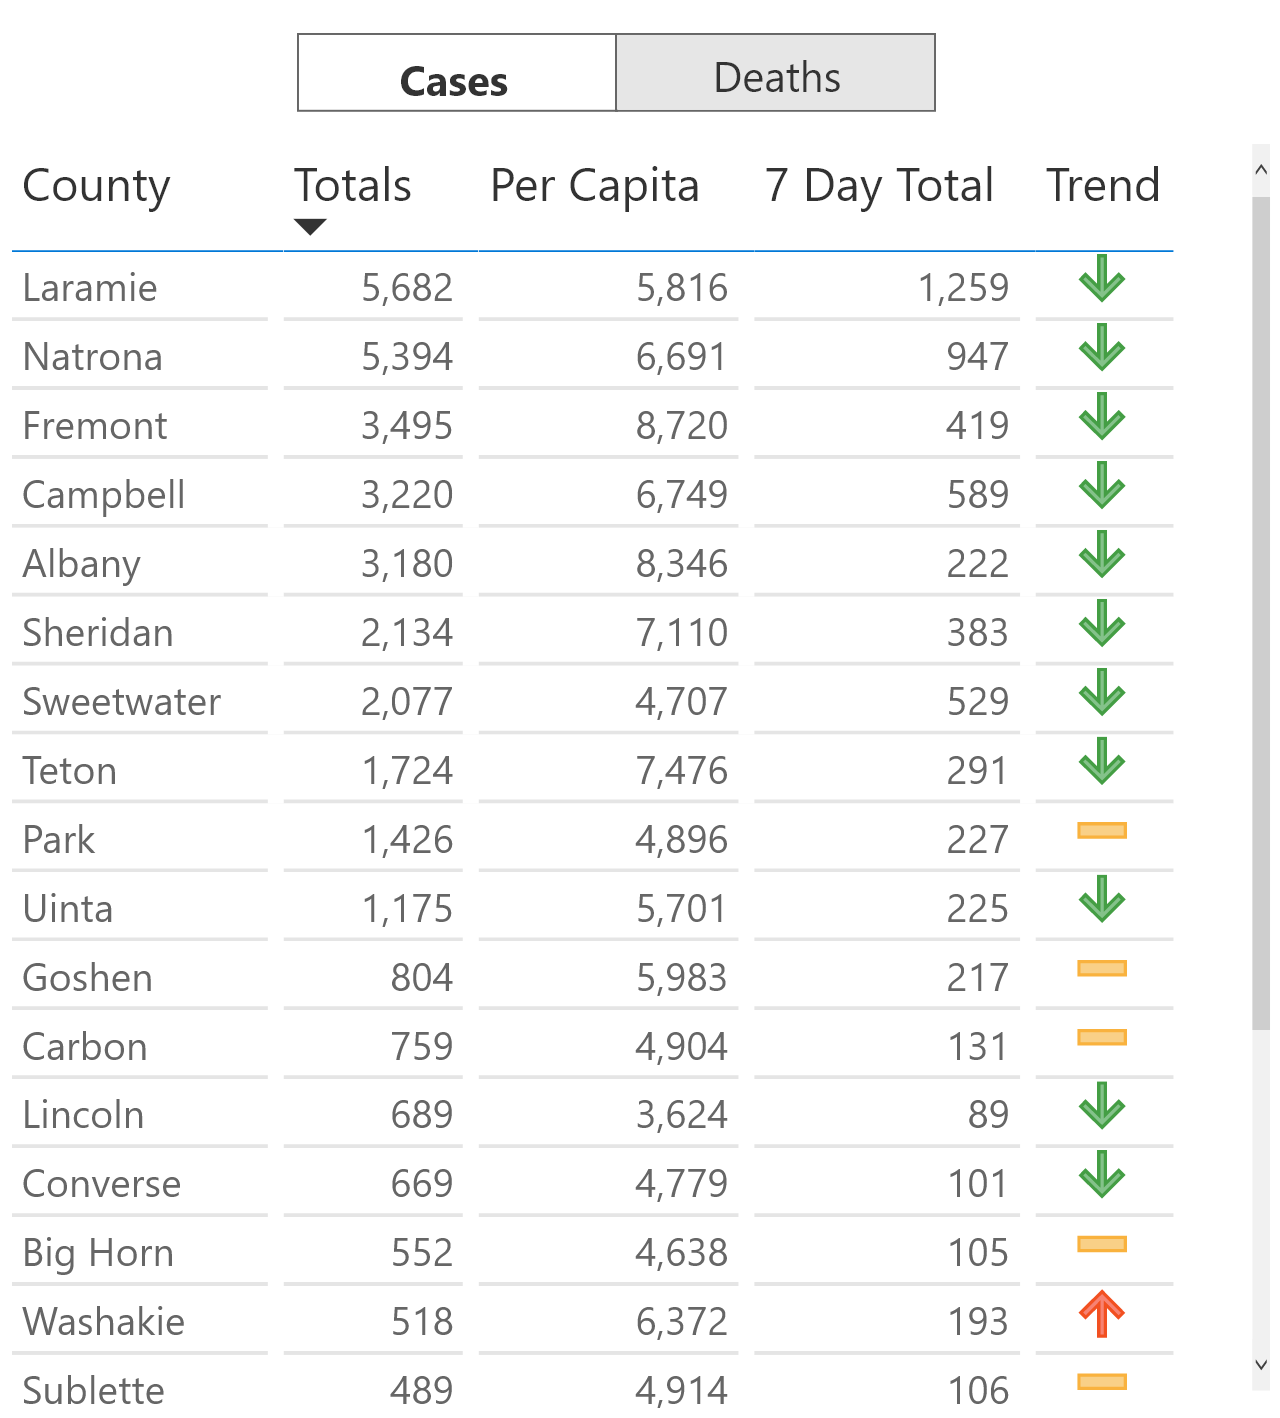 Cases Deaths
County Totals Per Capita 7 Day Total Trend
Laramie 5,682 5,816 1,259
Natrona 5,394 6,691 947
Fremont 3,495 8,720 419
Campbell 3,220 6,749 589
Albany 3,180 8,346 222
Sheridan 2,134 7,110 383
Sweetwater 2,077 4,707 529
Teton 1,724 7,476 291
Park 1,426 4,896 227
Uinta 1,175 5,701 225
Goshen 804 5,983 217
Carbon 759 4,904 131
Lincoln 689 3,624 89
Converse 669 4,779 101
Big Horn 552 4,638 105
Washakie 518 6,372 193
Sublette 489 4,914 106